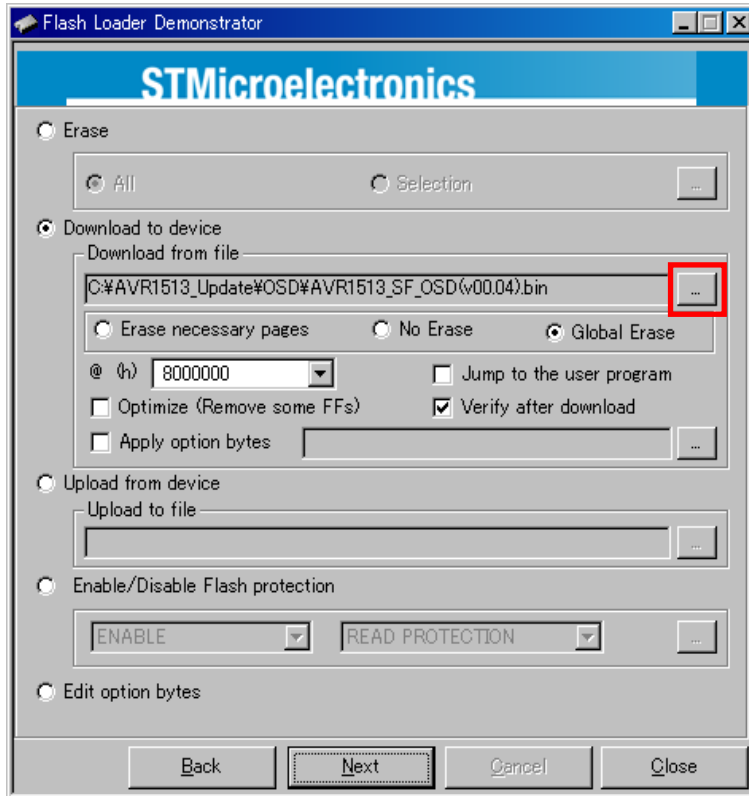 Flash Loader Demonstrator
STMicroelectronics
Erase
All Selection ...
Download to device
Download from file
C:¥AVR1513_Update¥OSD¥AVR1513_SF_OSD(v00.04).bin ...
Erase necessary pages No Erase Global Erase
@ (h) 8000000 Jump to the user program
Optimize (Remove some FFs) Verify after download
Apply option bytes ...
Upload from device
Upload to file
...
Enable/Disable Flash protection
ENABLE READ PROTECTION ...
Edit option bytes
Back Next Cancel Close